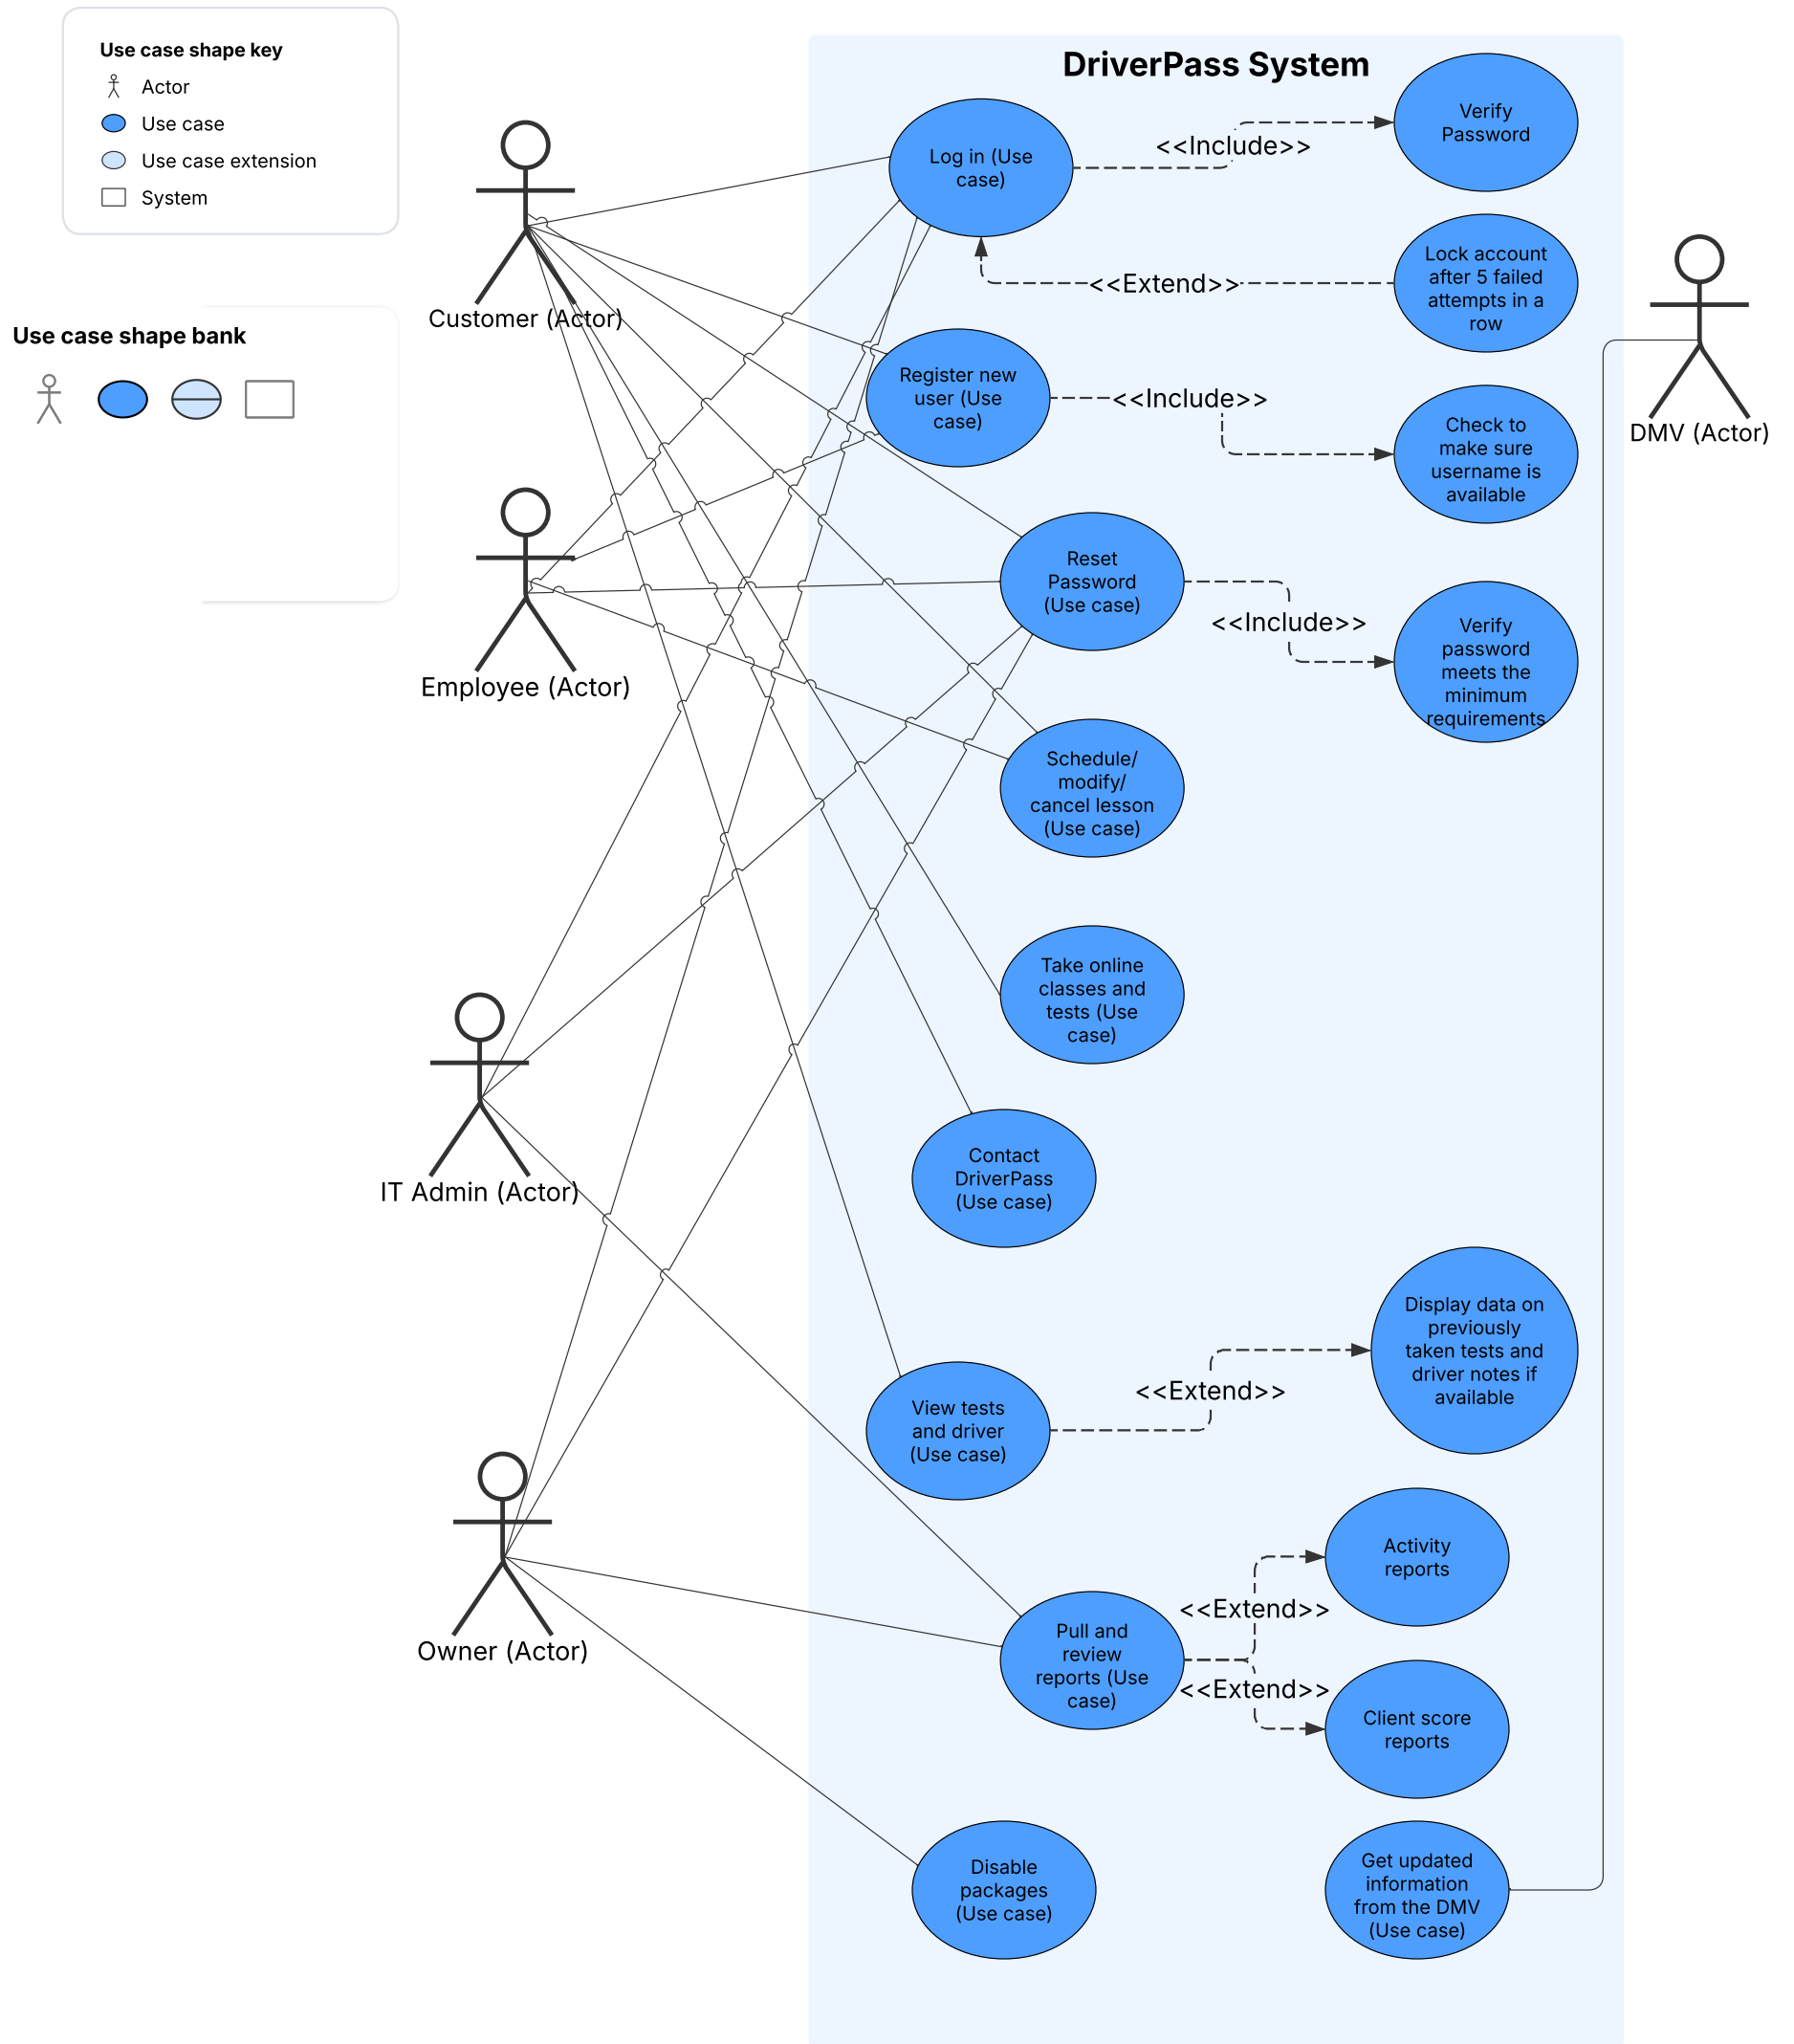 Use case shape key
Actor
Use case
Use case extension
System
Use case shape bank
DriverPass System
Customer (Actor)
Employee (Actor)
IT Admin (Actor)
Owner (Actor)
DMV (Actor)
Log in (Use
case)
<<Include>>
Verify
Password
<<Extend>>
Lock account
after 5 failed
attempts in a
row
Register new
user (Use
case)
<<Include>>
Check to
make sure
username is
available
Reset
Password
(Use case)
<<Include>>
Verify
password
meets the
minimum
requirements
Schedule/
modify/
cancel lesson
(Use case)
Take online
classes and
tests (Use
case)
Contact
DriverPass
(Use case)
View tests
and driver
(Use case)
<<Extend>>
Display data on
previously
taken tests and
driver notes if
available
Pull and
review
reports (Use
case)
<<Extend>>
Activity
reports
<<Extend>>
Client score
reports
Disable
packages
(Use case)
Get updated
information
from the DMV
(Use case)